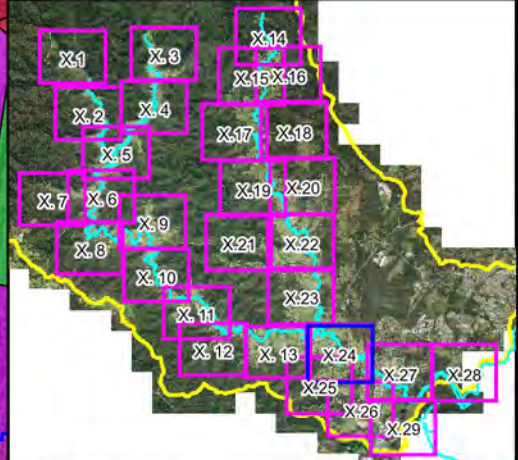 X.14
X.1
X. 3
X.15
X.16
X. 2
X. 4
X.17
X.18
X. 5
X. 7
X. 6
X.19
X.20
X. 9
X. 8
X.21
X.22
X. 10
X.23
X. 11
X. 12
X. 13
X.24
X.25
X.27
X.28
X.26
X.29